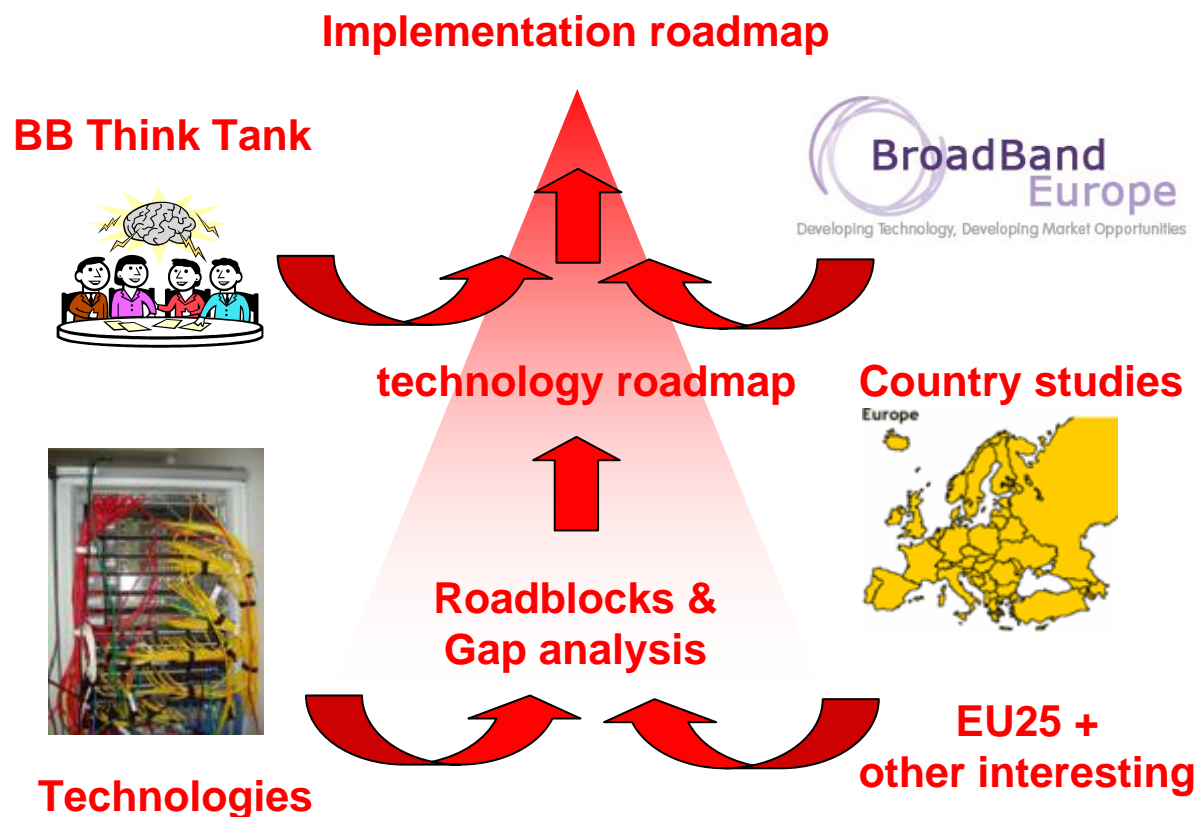 Implementation roadmap
BB Think Tank
BroadBand
Europe
Developing Technology, Developing Market Opportunities
technology roadmap
Country studies
Europe
Roadblocks &
Gap analysis
EU25 +
other interesting
Technologies